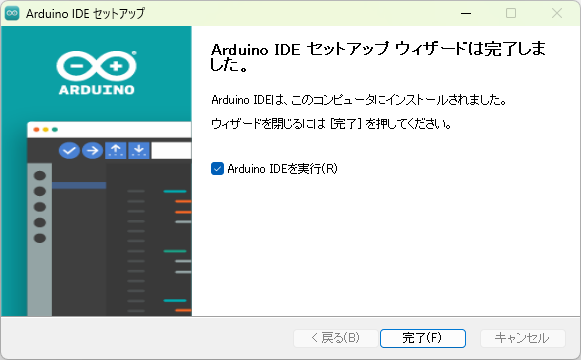 Arduino IDE セットアップ
ARDUINO
Arduino IDE セットアップ ウィザードは完了しま
した。
Arduino IDEは、このコンピュータにインストールされました。
ウィザードを閉じるには [完了] を押してください。
Arduino IDEを実行(R)
< 戻る(B)
完了(F)
キャンセル